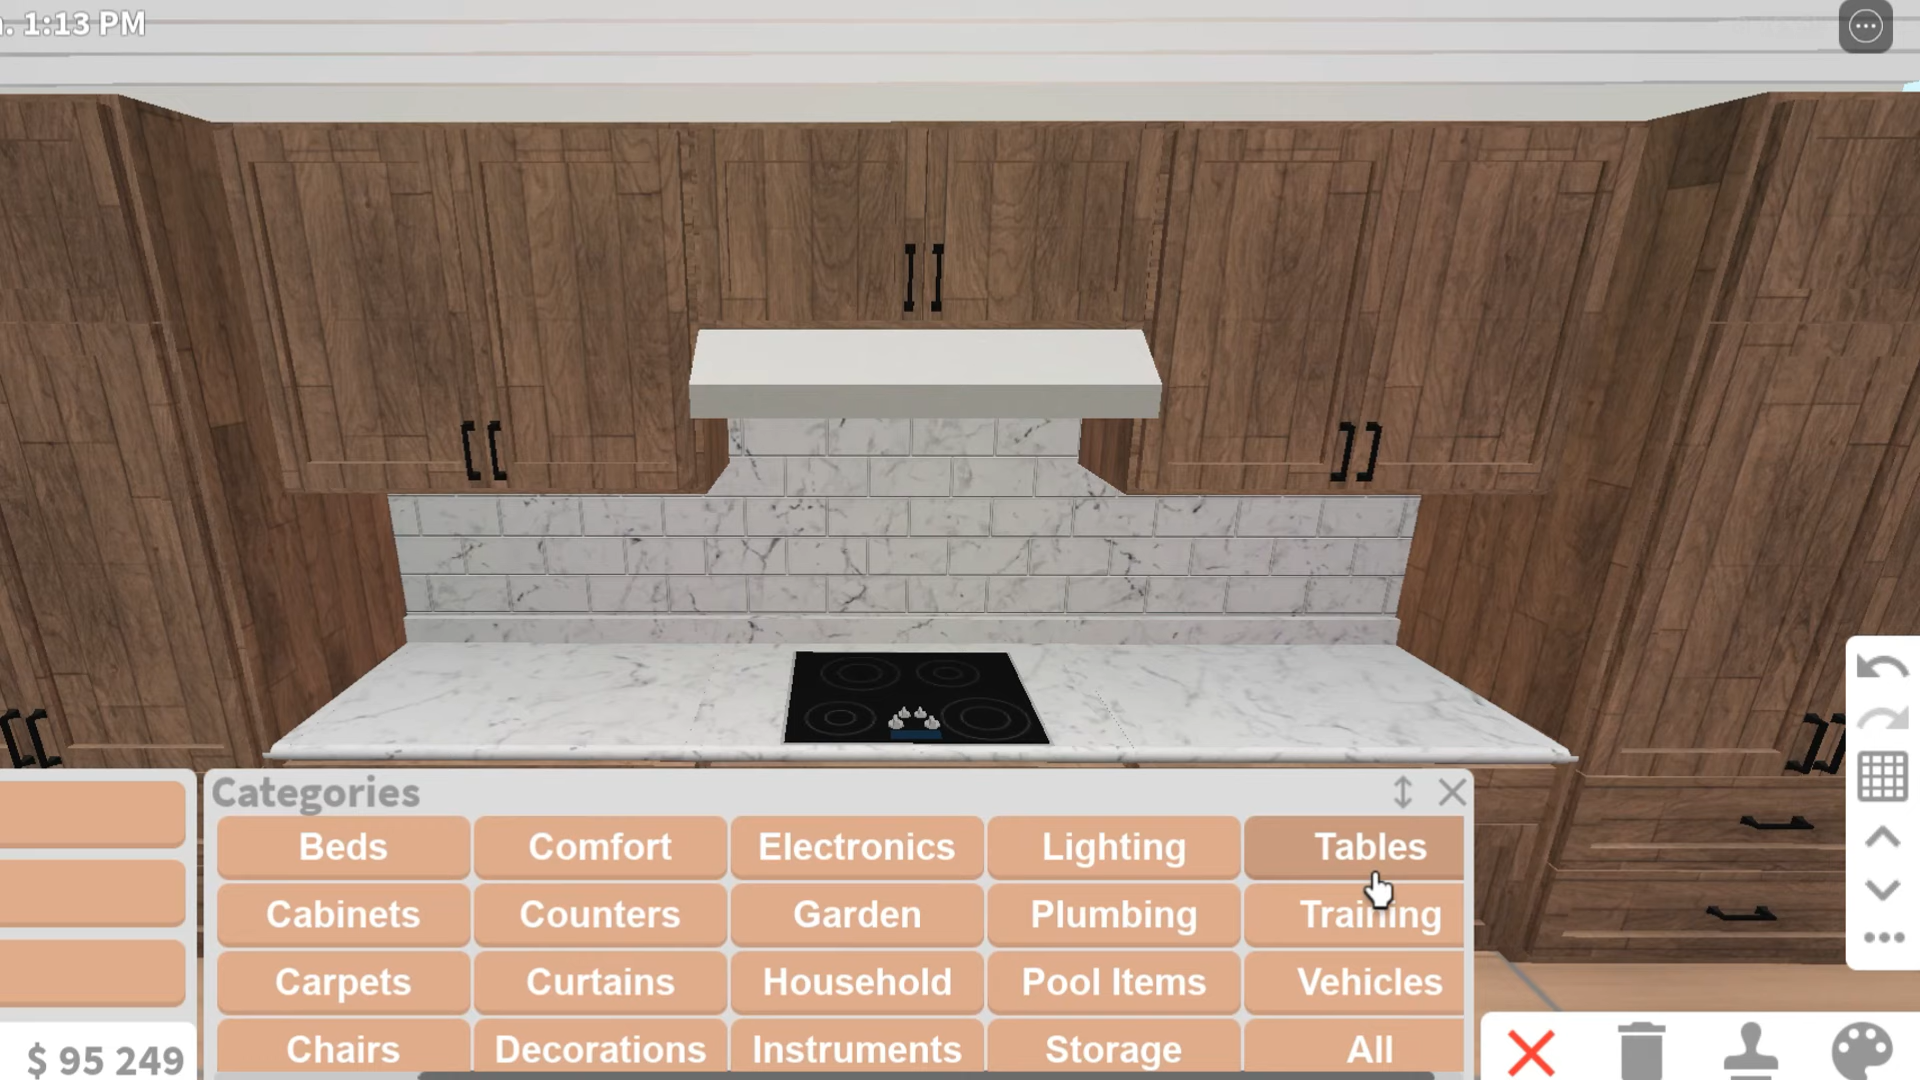 . 1:13 PM
Categories
Beds Comfort Electronics Lighting Tables
Cabinets Counters Garden Plumbing Training
Carpets Curtains Household Pool Items Vehicles
Chairs Decorations Instruments Storage All
$ 95 249